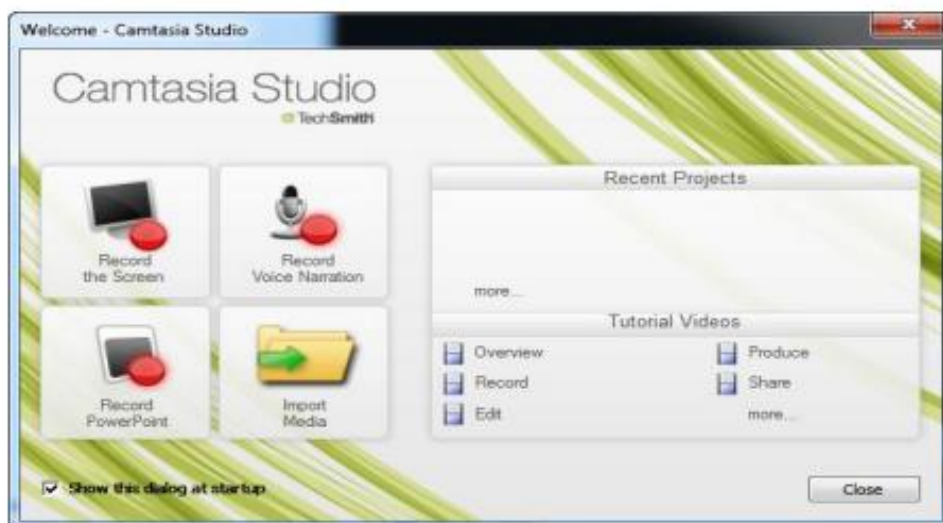 Welcome - Camtasia Studio
Camtasia Studio
TechSmith
Record
the Screen
Record
Voice Narration
Record
PowerPoint
Import
Media
Recent Projects
more...
Tutorial Videos
Overview
Produce
Record
Share
Edit
more...
Show this dialog at startup
Close